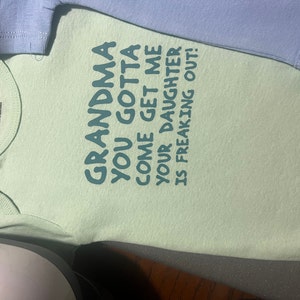 GRANDMA
YOU GOTTA
COME GET ME
YOUR DAUGHTER
IS FREAKING OUT!